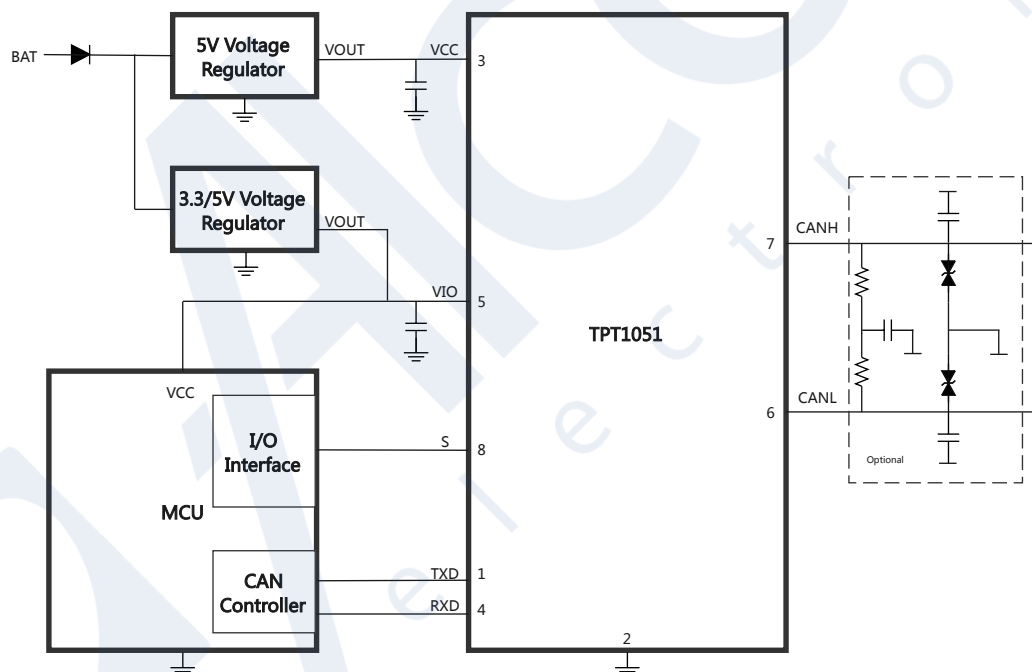 5V Voltage
Regulator
BAT
VOUT
VCC
3
3.3/5V Voltage
Regulator
VOUT
VIO
5
TPT1051
7
CANH
6
CANL
Optional
VCC
I/O
Interface
S
8
MCU
CAN
Controller
TXD
1
RXD
4
2